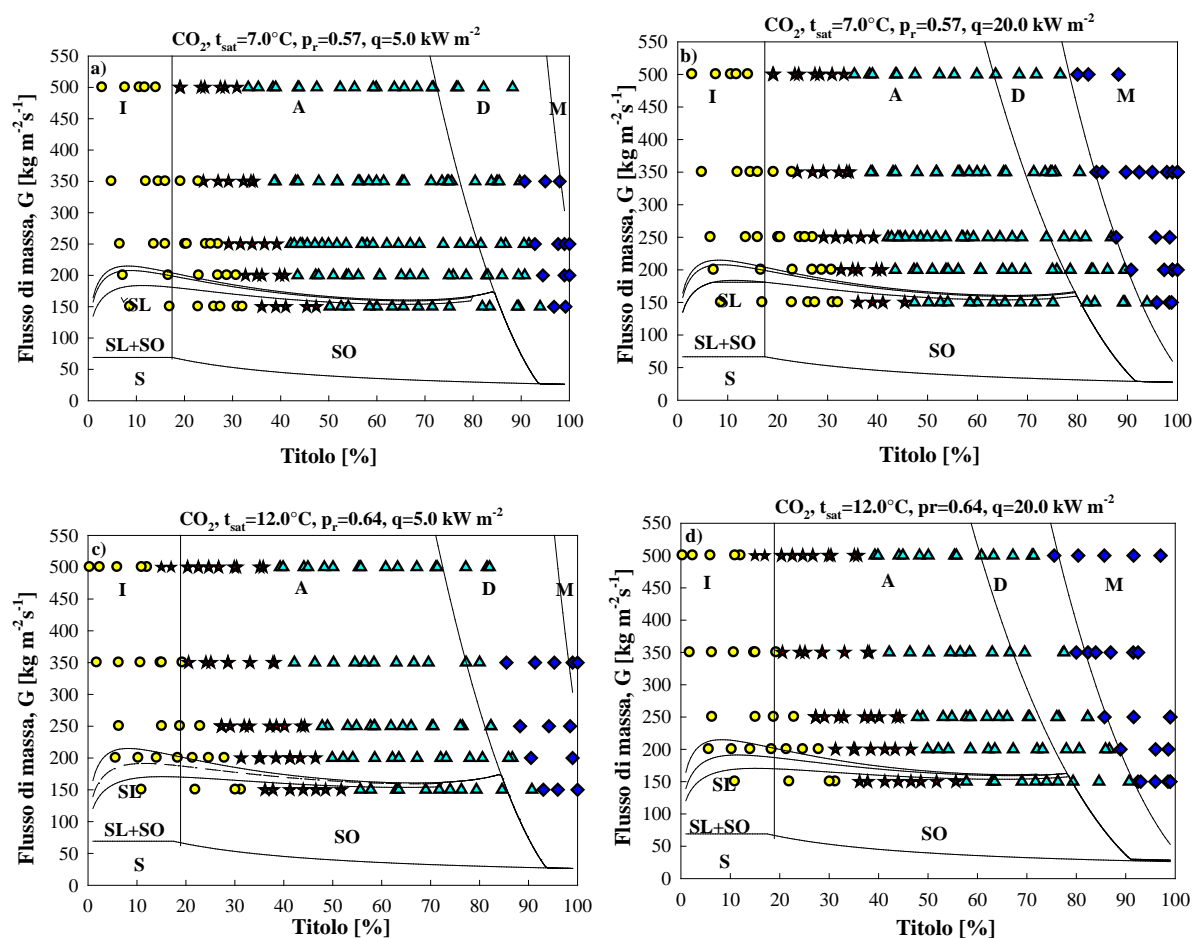 CO₂, t_sat=7.0°C, p_r=0.57, q=5.0 kW m⁻²
a)
550
500
450
400
350
300
250
200
150
100
50
0
Flusso di massa, G [kg m⁻²s⁻¹]
I
A
D
M
SL
SL+SO
SO
S
0 10 20 30 40 50 60 70 80 90 100
Titolo [%]
CO₂, t_sat=7.0°C, p_r=0.57, q=20.0 kW m⁻²
b)
550
500
450
400
350
300
250
200
150
100
50
0
Flusso di massa, G [kg m⁻²s⁻¹]
I
A
D
M
SL
SL+SO
SO
S
0 10 20 30 40 50 60 70 80 90 100
Titolo [%]
CO₂, t_sat=12.0°C, p_r=0.64, q=5.0 kW m⁻²
c)
550
500
450
400
350
300
250
200
150
100
50
0
Flusso di massa, G [kg m⁻²s⁻¹]
I
A
D
M
SL
SL+SO
SO
S
0 10 20 30 40 50 60 70 80 90 100
Titolo [%]
CO₂, t_sat=12.0°C, pr=0.64, q=20.0 kW m⁻²
d)
550
500
450
400
350
300
250
200
150
100
50
0
Flusso di massa, G [kg m⁻²s⁻¹]
I
A
D
M
SL
SL+SO
SO
S
0 10 20 30 40 50 60 70 80 90 100
Titolo [%]